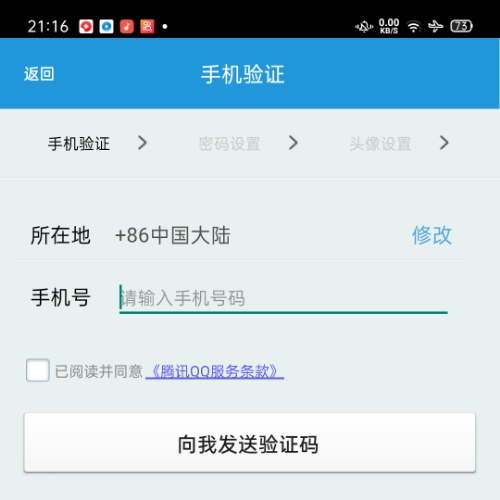 21:16 0.00 KB/S 73
返回 手机验证
手机验证 密码设置 头像设置
所在地 +86中国大陆 修改
手机号 请输入手机号码
已阅读并同意《腾讯QQ服务条款》
向我发送验证码